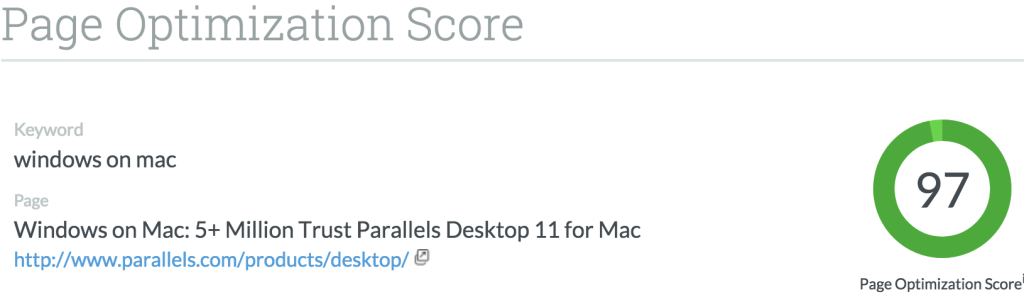 Page Optimization Score
Keyword
windows on mac
Page
Windows on Mac: 5+ Million Trust Parallels Desktop 11 for Mac
http://www.parallels.com/products/desktop/
97
Page Optimization Score i